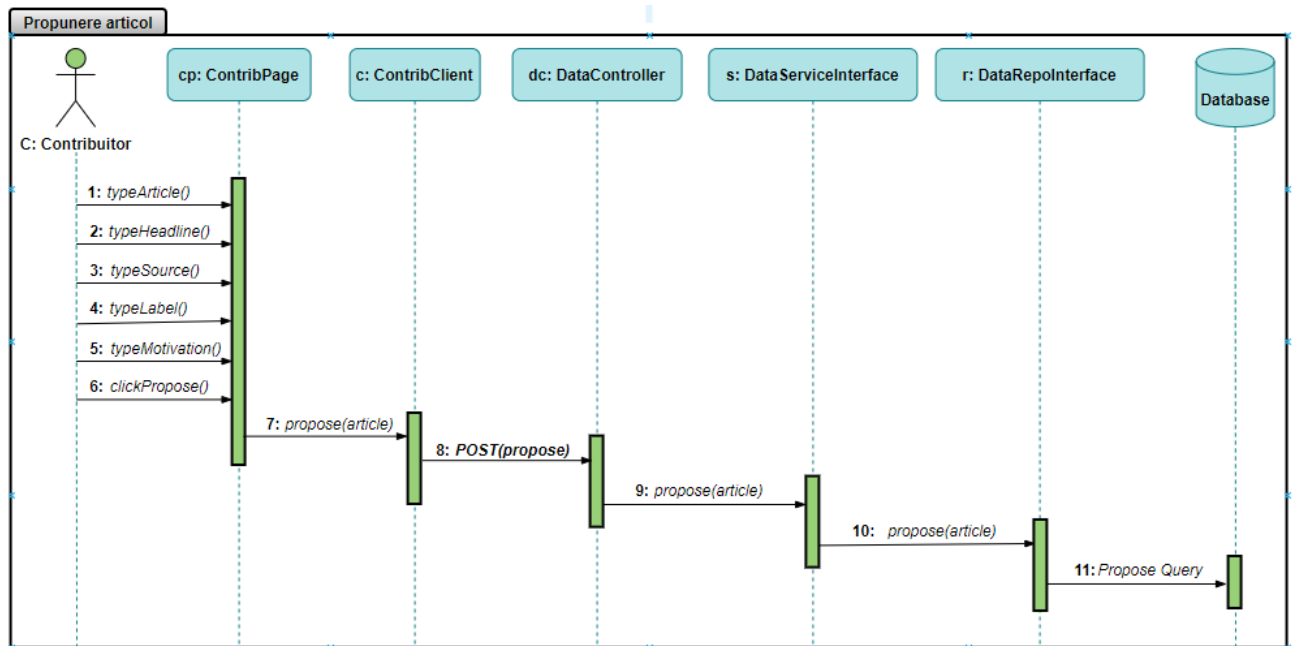 Propunere articol
cp: ContribPage
c: ContribClient
dc: DataController
s: DataServiceInterface
r: DataRepoInterface
Database
C: Contribuitor
1: typeArticle()
2: typeHeadline()
3: typeSource()
4: typeLabel()
5: typeMotivation()
6: clickPropose()
7: propose(article)
8: POST(propose)
9: propose(article)
10: propose(article)
11: Propose Query